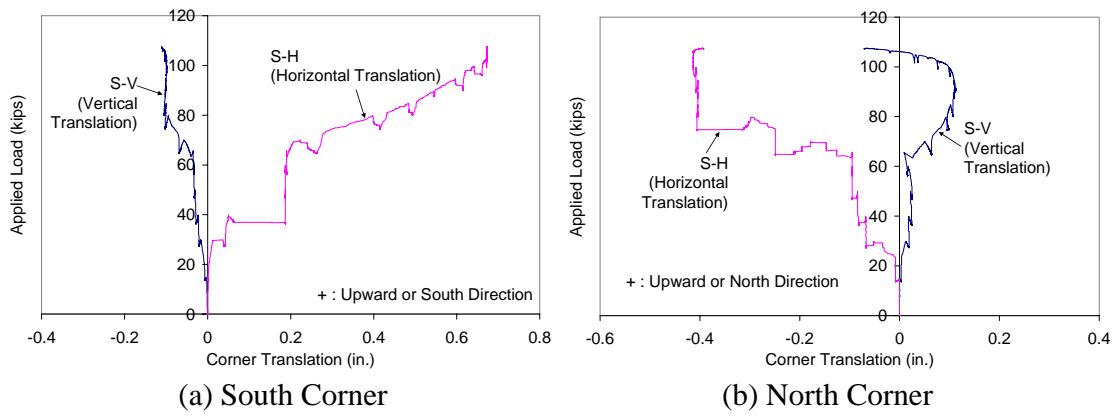 120
100
80
60
40
20
0
-0.4
-0.2
0
0.2
0.4
0.6
0.8
Applied Load (kips)
Corner Translation (in.)
S-V
(Vertical
Translation)
S-H
(Horizontal Translation)
+ : Upward or South Direction
(a) South Corner
120
100
80
60
40
20
0
-0.6
-0.4
-0.2
0
0.2
0.4
Applied Load (kips)
Corner Translation (in.)
S-H
(Horizontal
Translation)
S-V
(Vertical
Translation)
+ : Upward or North Direction
(b) North Corner